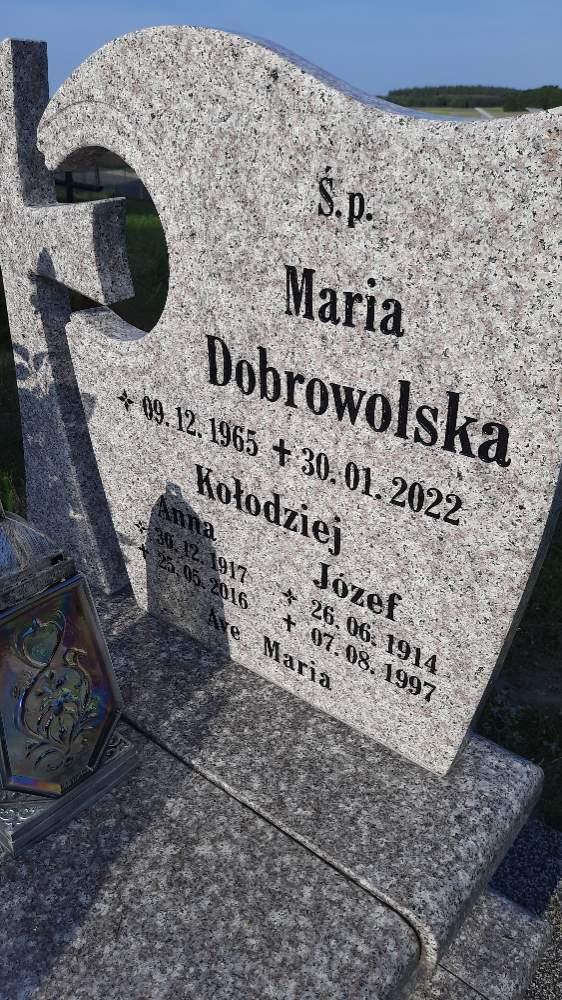 Ś.p.
Maria
Dobrowolska
09.12.1965 ✝ 30.01.2022
Kołodziej
Anna
30.12.1917
✝ 25.05.2016
Józef
26.06.1914
✝ 07.08.1997
Ave Maria